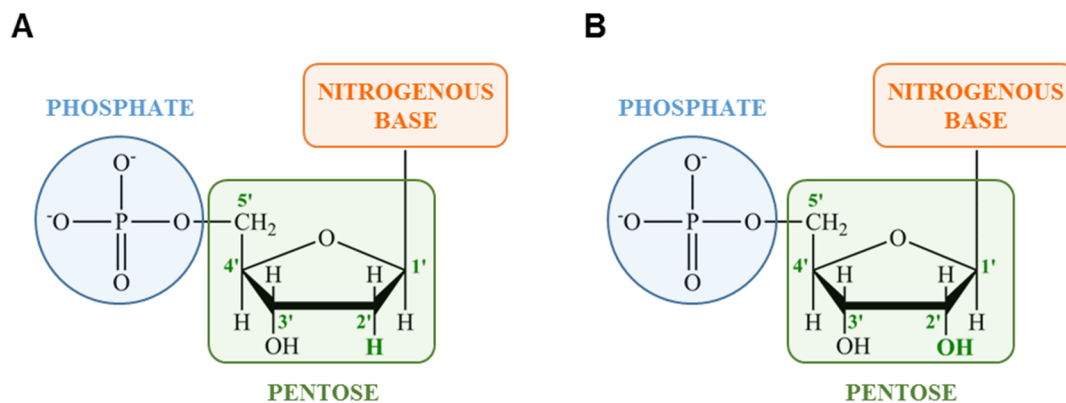 A
B
NITROGENOUS
BASE
PHOSPHATE
O-
-O P O
O
5'
CH2
O
4' H H 1'
H 3' 2' H
OH H
PENTOSE
NITROGENOUS
BASE
PHOSPHATE
O-
-O P O
O
5'
CH2
O
4' H H 1'
H 3' 2' H
OH OH
PENTOSE